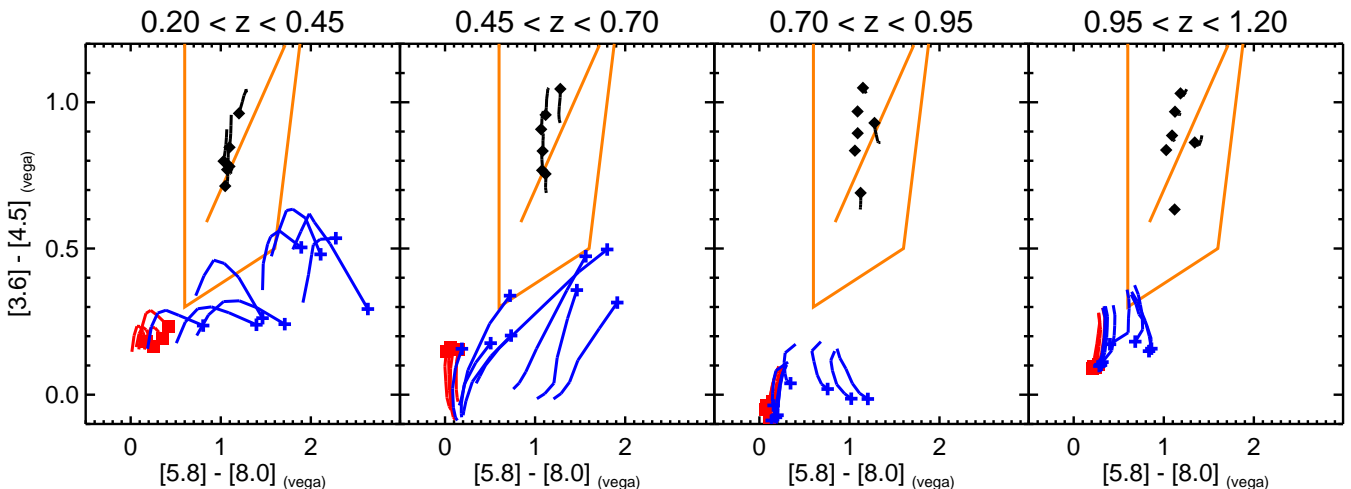 0.20 < z < 0.45 0.45 < z < 0.70 0.70 < z < 0.95 0.95 < z < 1.20
1.0
0.5
0.0
[3.6] - [4.5] (vega)
0 1 2 0 1 2 0 1 2 0 1 2
[5.8] - [8.0] (vega) [5.8] - [8.0] (vega) [5.8] - [8.0] (vega) [5.8] - [8.0] (vega)